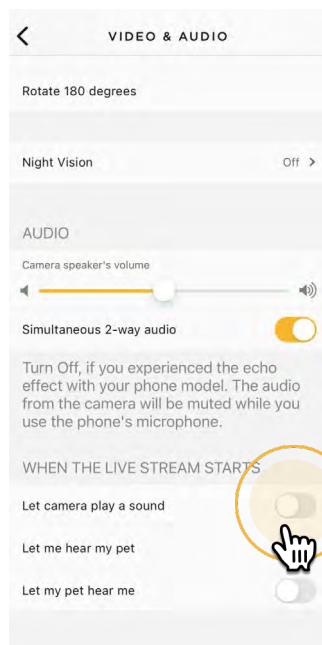 VIDEO & AUDIO
Rotate 180 degrees
Night Vision Off >
AUDIO
Camera speaker's volume
Simultaneous 2-way audio
Turn Off, if you experienced the echo
effect with your phone model. The audio
from the camera will be muted while you
use the phone's microphone.
WHEN THE LIVE STREAM STARTS
Let camera play a sound
Let me hear my pet
Let my pet hear me